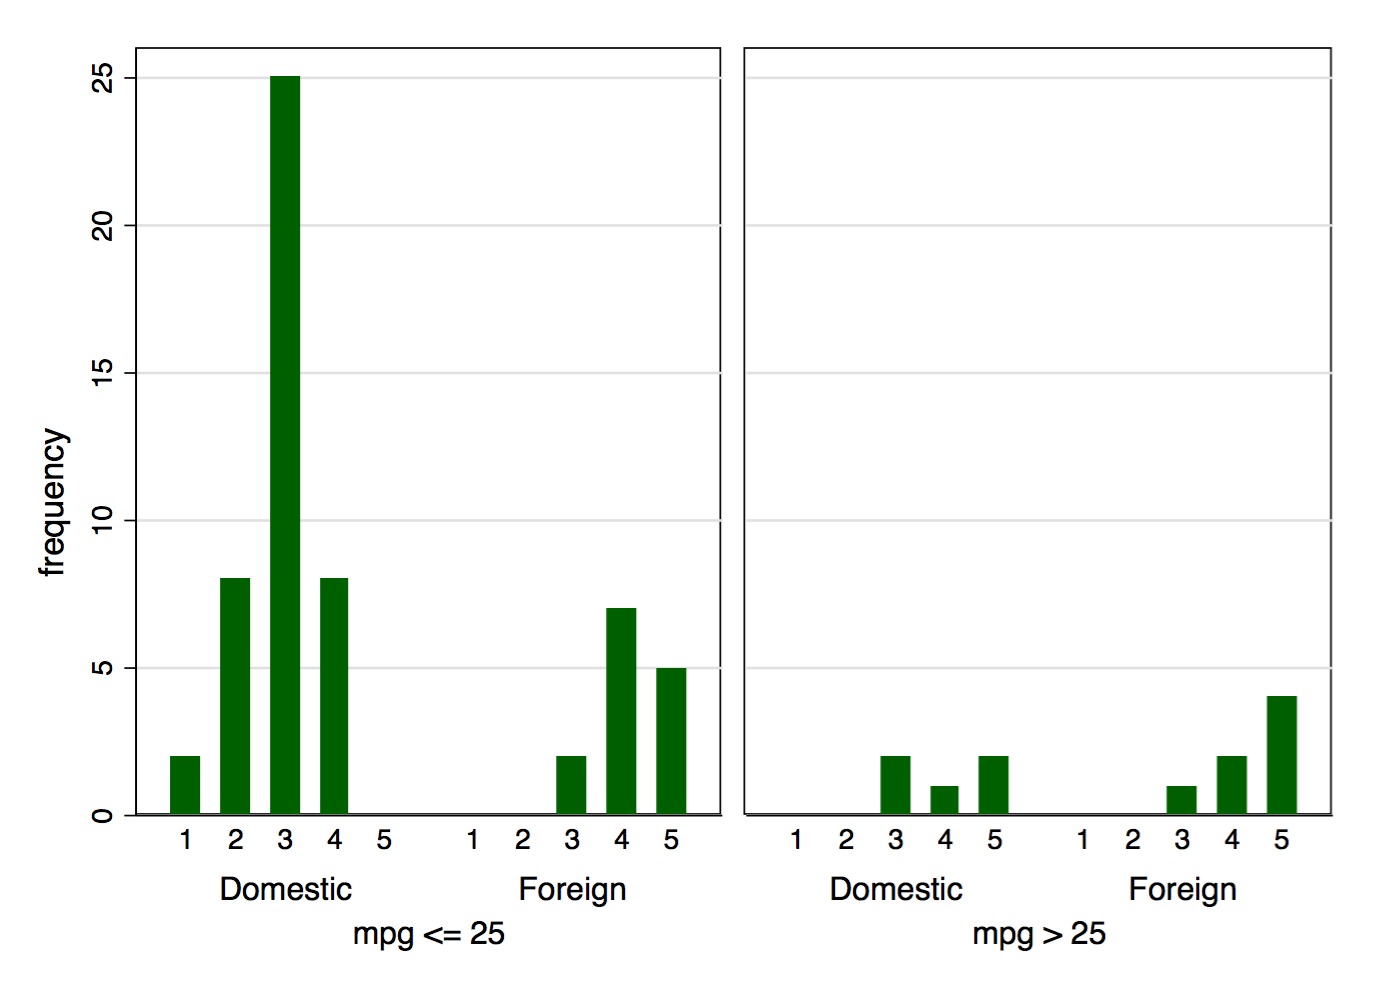 25
20
15
10
5
0
frequency
1 2 3 4 5 1 2 3 4 5
Domestic Foreign
mpg <= 25
1 2 3 4 5 1 2 3 4 5
Domestic Foreign
mpg > 25